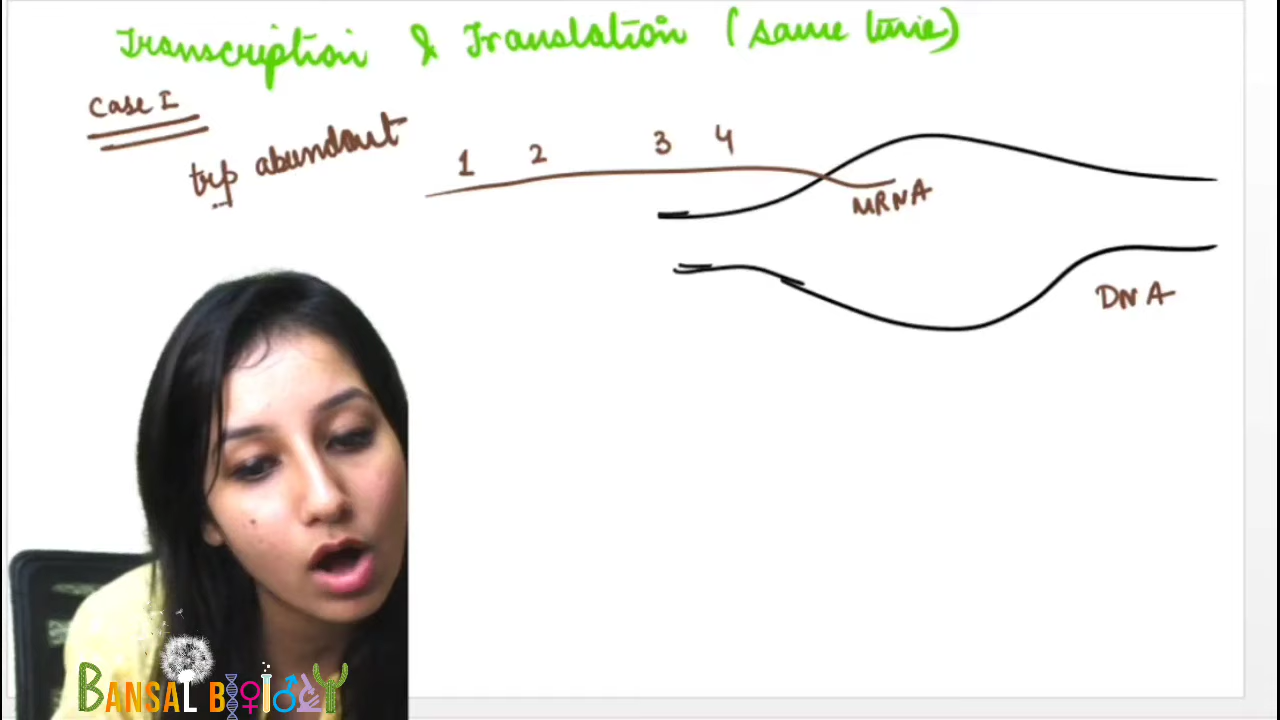 Transcription & Translation (same time)
Case I
trp abundant
1 2 3 4
mRNA
DNA
BANSAL BIOLOGY